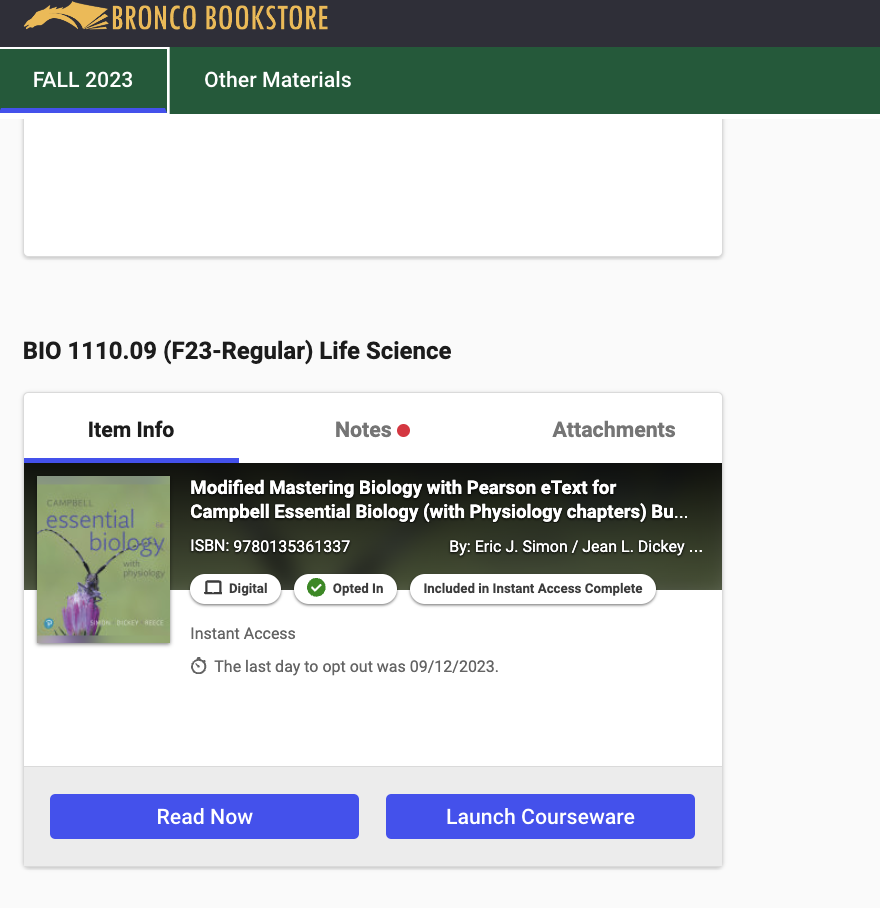 BRONCO BOOKSTORE
FALL 2023
Other Materials
BIO 1110.09 (F23-Regular) Life Science
Item Info
Notes
Attachments
CAMPBELL
essential
biology
with
physiology
SIMON DICKEY REECE
Modified Mastering Biology with Pearson eText for
Campbell Essential Biology (with Physiology chapters) Bu...
ISBN: 9780135361337
By: Eric J. Simon / Jean L. Dickey ...
Digital
Opted In
Included in Instant Access Complete
Instant Access
The last day to opt out was 09/12/2023.
Read Now
Launch Courseware